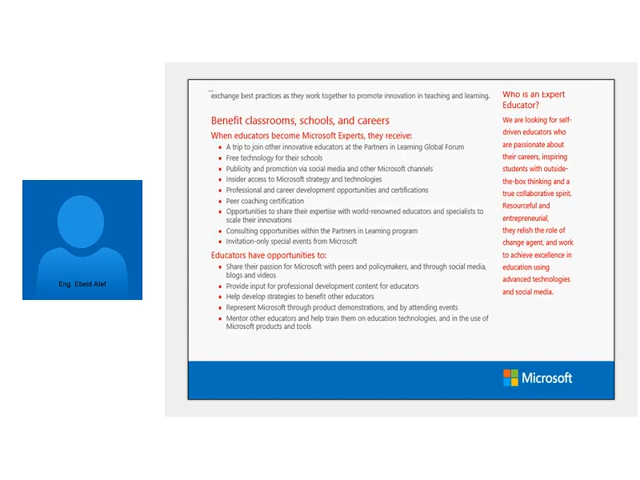 exchange best practices as they work together to promote innovation in teaching and learning.
Benefit classrooms, schools, and careers
When educators become Microsoft Experts, they receive:
• A trip to join other innovative educators at the Partners in Learning Global Forum
• Free technology for their schools
• Publicity and promotion via social media and other Microsoft channels
• Insider access to Microsoft strategy and technologies
• Professional and career development opportunities and certifications
• Peer coaching certification
• Opportunities to share their expertise with world-renowned educators and specialists to
scale their innovations
• Consulting opportunities within the Partners in Learning program
• Invitation-only special events from Microsoft
Educators have opportunities to:
• Share their passion for Microsoft with peers and policymakers, and through social media,
blogs and videos
• Provide input for professional development content for educators
• Help develop strategies to benefit other educators
• Represent Microsoft through product demonstrations, and by attending events
• Mentor other educators and help train them on education technologies, and in the use of
Microsoft products and tools
Who is an Expert
Educator?
We are looking for self-
driven educators who
are passionate about
their careers, inspiring
students with outside-
the-box thinking and a
true collaborative spirit.
Resourceful and
entrepreneurial,
they relish the role of
change agent, and work
to achieve excellence in
education using
advanced technologies
and social media.
Eng. Ebeid Atef
Microsoft